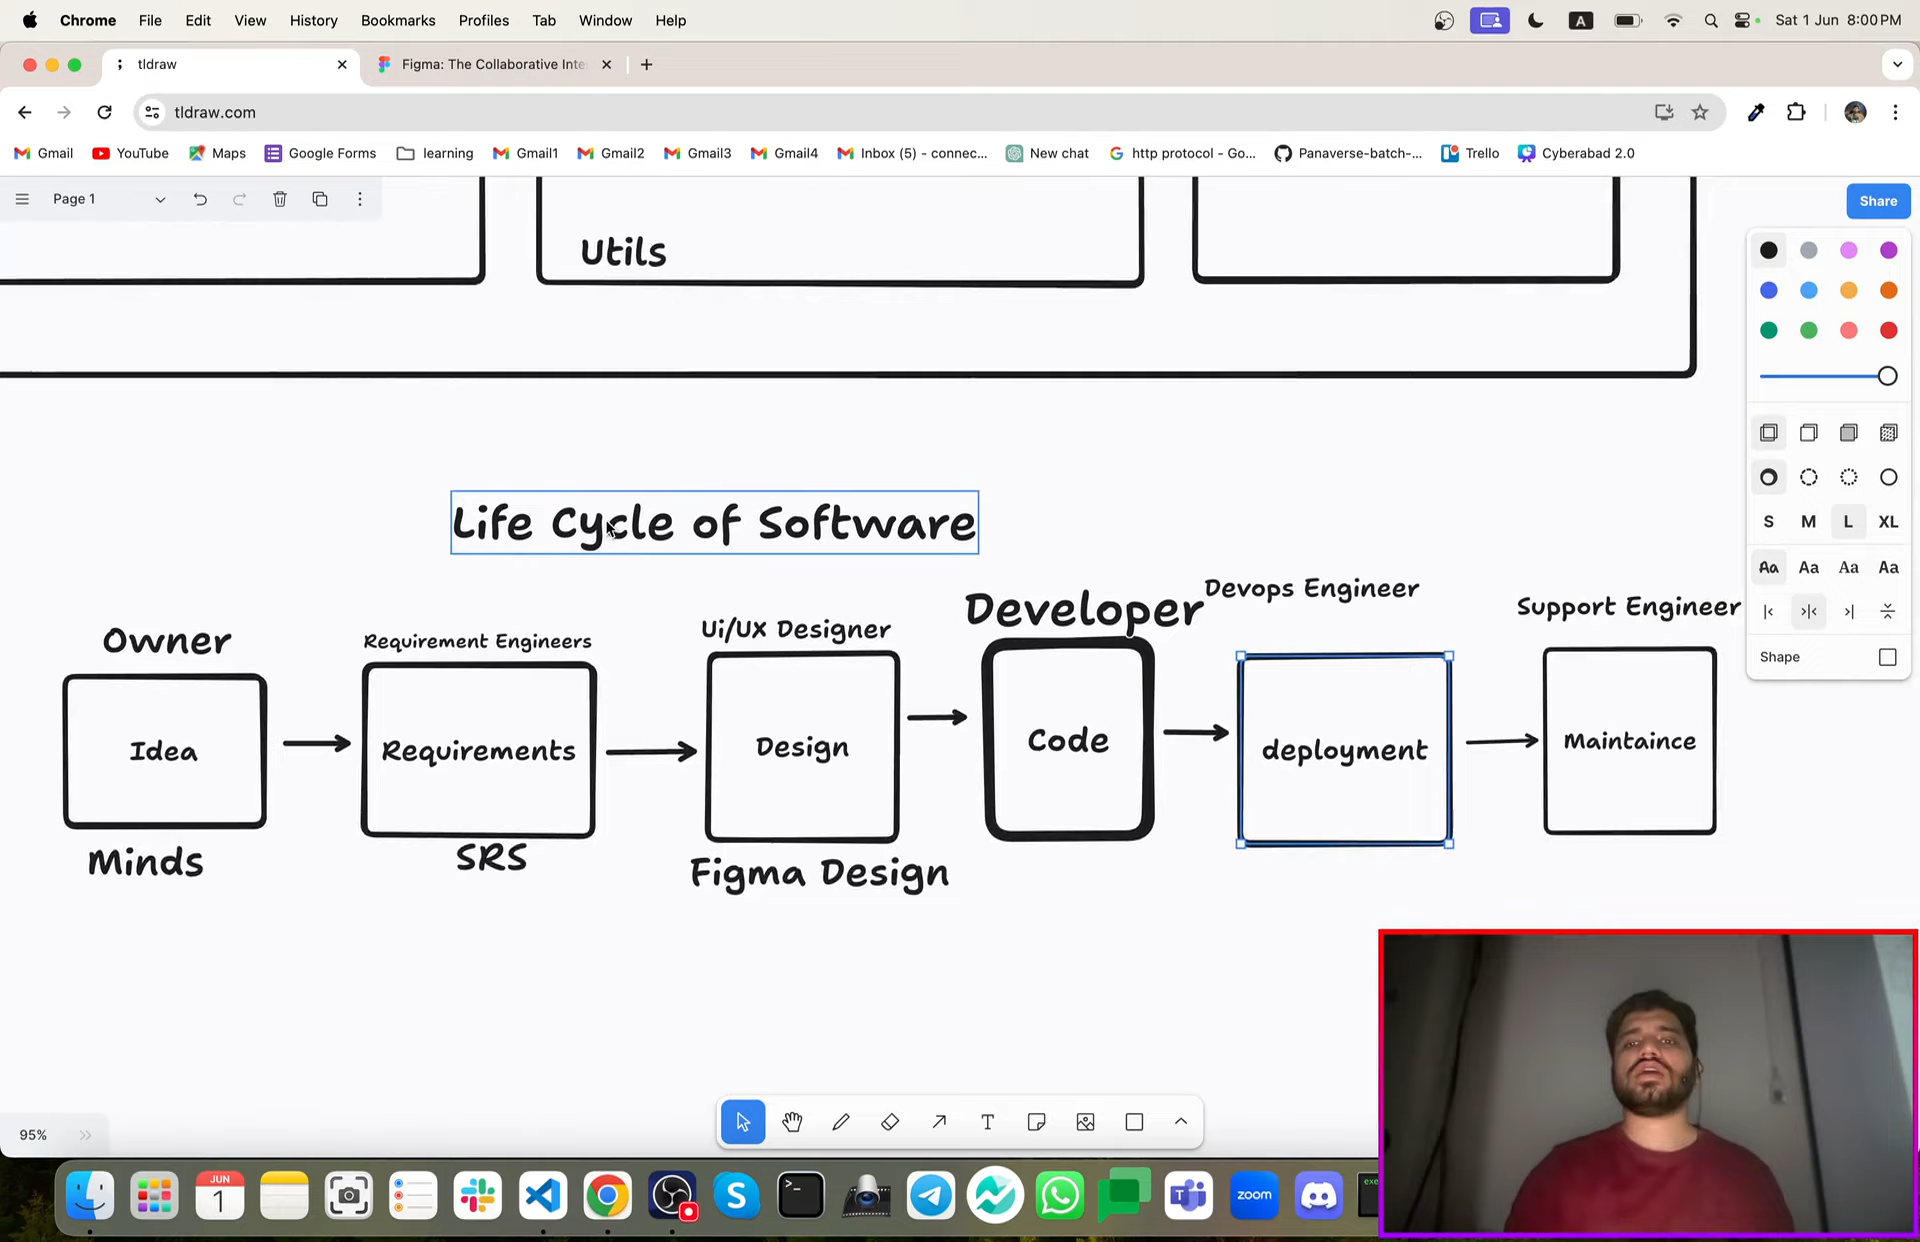 Chrome File Edit View History Bookmarks Profiles Tab Window Help
A Sat 1 Jun 8:00 PM
tldraw
Figma: The Collaborative Inte
tldraw.com
Gmail YouTube Maps Google Forms learning Gmail1 Gmail2 Gmail3 Gmail4 Inbox (5) - connec... New chat http protocol - Go... Panaverse-batch-... Trello Cyberabad 2.0
Page 1
Share
Utils
S M L XL
Aa Aa Aa Aa
Shape
Life Cycle of Software
Owner
Requirement Engineers
Ui/UX Designer
Developer
Devops Engineer
Support Engineer
Idea
Requirements
Design
Code
deployment
Maintaince
Minds
SRS
Figma Design
T
95%
JUN
1
S
>_
T
zoom
exe